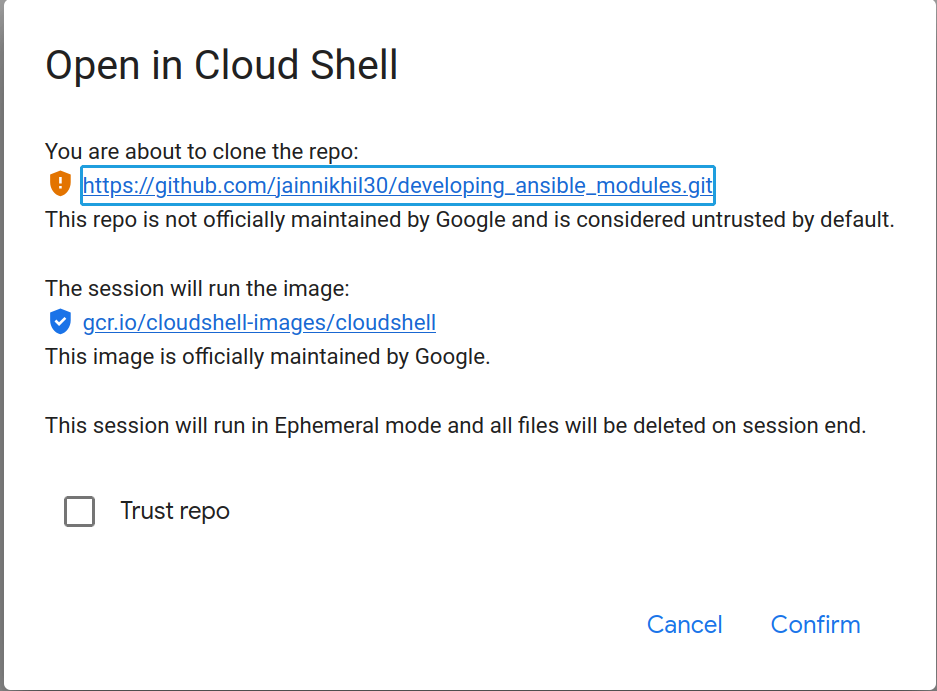 Open in Cloud Shell
You are about to clone the repo:
https://github.com/jainnikhil30/developing_ansible_modules.git
This repo is not officially maintained by Google and is considered untrusted by default.
The session will run the image:
gcr.io/cloudshell-images/cloudshell
This image is officially maintained by Google.
This session will run in Ephemeral mode and all files will be deleted on session end.
Trust repo
Cancel Confirm